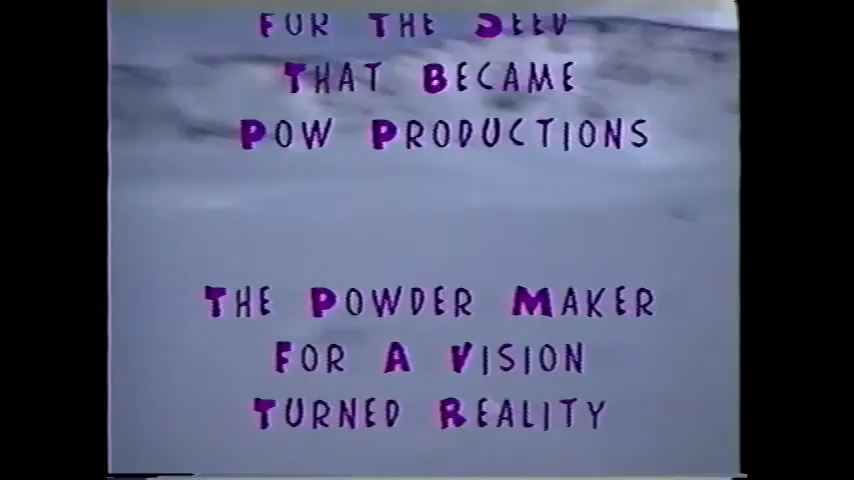 FOR THE SEED
THAT BECAME
POW PRODUCTIONS
THE POWDER MAKER
FOR A VISION
TURNED REALITY